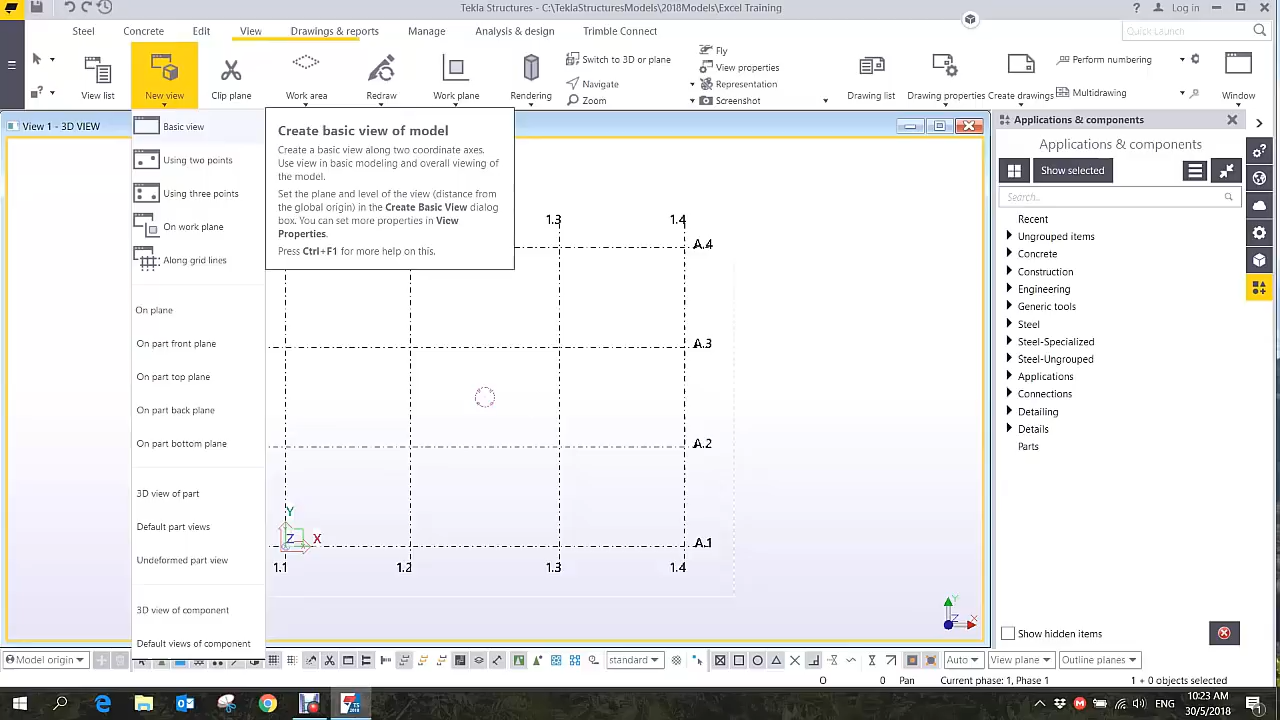 Tekla Structures - C:\TeklaStructuresModels\2018Models\Excel Training
? Log in
Steel Concrete Edit View Drawings & reports Manage Analysis & design Trimble Connect
Quick Launch
View list
New view
Clip plane
Work area
Redraw
Work plane
Rendering
Switch to 3D or plane
Navigate
Zoom
Fly
View properties
Representation
Screenshot
Drawing list
Drawing properties
Create drawings
Perform numbering
Multidrawing
Window
View 1 - 3D VIEW
Basic view
Using two points
Using three points
On work plane
Along grid lines
On plane
On part front plane
On part top plane
On part back plane
On part bottom plane
3D view of part
Default part views
Undeformed part view
3D view of component
Default views of component
Create basic view of model
Create a basic view along two coordinate axes.
Use view in basic modeling and overall viewing of
the model.
Set the plane and level of the view (distance from
the global origin) in the Create Basic View dialog
box. You can set more properties in View
Properties.
Press Ctrl+F1 for more help on this.
1.3 1.4
A.4
A.3
A.2
A.1
Y
Z X
1.1 1.2 1.3 1.4
Y
Z X
Applications & components
Applications & components
Show selected
Search...
Recent
Ungrouped items
Concrete
Construction
Engineering
Generic tools
Steel
Steel-Specialized
Steel-Ungrouped
Applications
Connections
Detailing
Details
Parts
Show hidden items
Model origin
standard
Auto
View plane
Outline planes
O 0 Pan Current phase: 1, Phase 1 1 + 0 objects selected
ENG
10:23 AM
30/5/2018